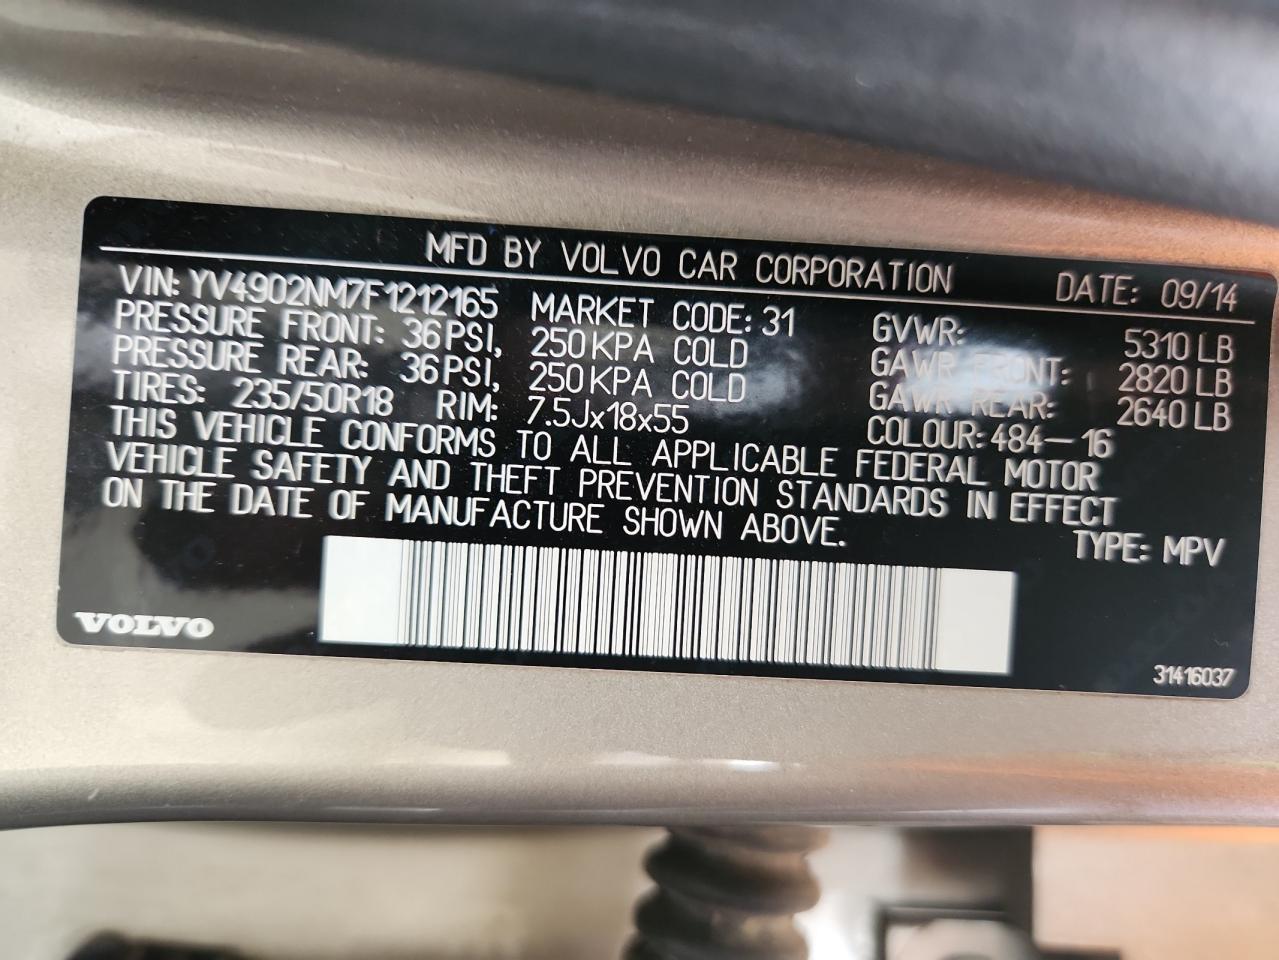 MFD BY VOLVO CAR CORPORATION DATE: 09/14
VIN: YV4902NM7F1212165 MARKET CODE: 31 GVWR: 5310 LB
PRESSURE FRONT: 36 PSI, 250 KPA COLD GAWR FRONT: 2820 LB
PRESSURE REAR: 36 PSI, 250 KPA COLD GAWR REAR: 2640 LB
TIRES: 235/50R18 RIM: 7.5Jx18x55 COLOUR: 484-16
THIS VEHICLE CONFORMS TO ALL APPLICABLE FEDERAL MOTOR
VEHICLE SAFETY AND THEFT PREVENTION STANDARDS IN EFFECT
ON THE DATE OF MANUFACTURE SHOWN ABOVE. TYPE: MPV
VOLVO
31416037